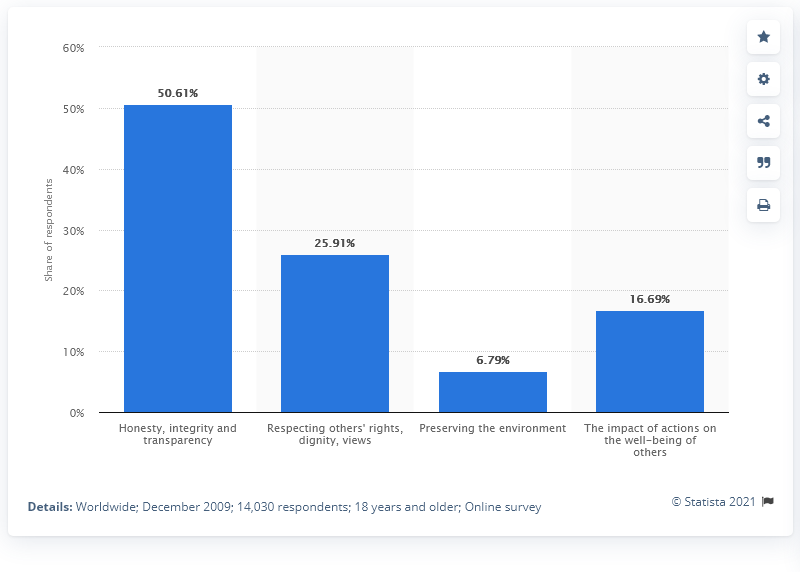 60%
50%
40%
30%
20%
10%
0%
Share of respondents
50.61%
25.91%
6.79%
16.69%
Honesty, integrity and
transparency
Respecting others' rights,
dignity, views
Preserving the environment
The impact of actions on
the well-being of
others
Details: Worldwide; December 2009; 14,030 respondents; 18 years and older; Online survey
© Statista 2021